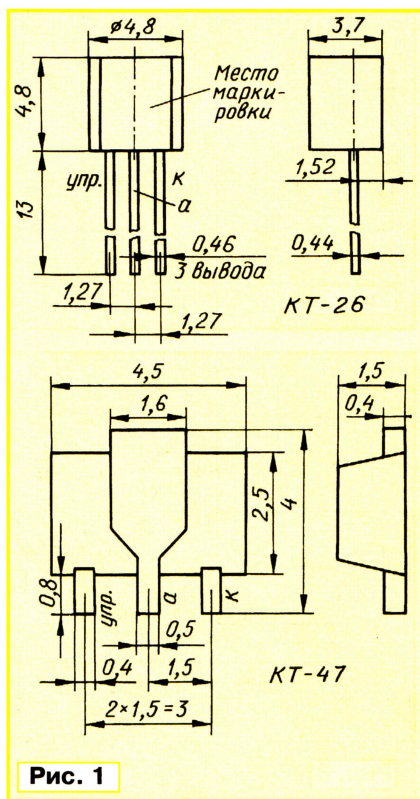 ø4,8
3,7
4,8
Место
марки-
ровки
1,52
упр.
к
а
13
0,46
3 вывода
0,44
1,27
1,27
КТ-26
4,5
1,5
1,6
0,4
2,5
4
0,8
упр.
а
к
0,5
0,4
1,5
2×1,5=3
КТ-47
Рис. 1